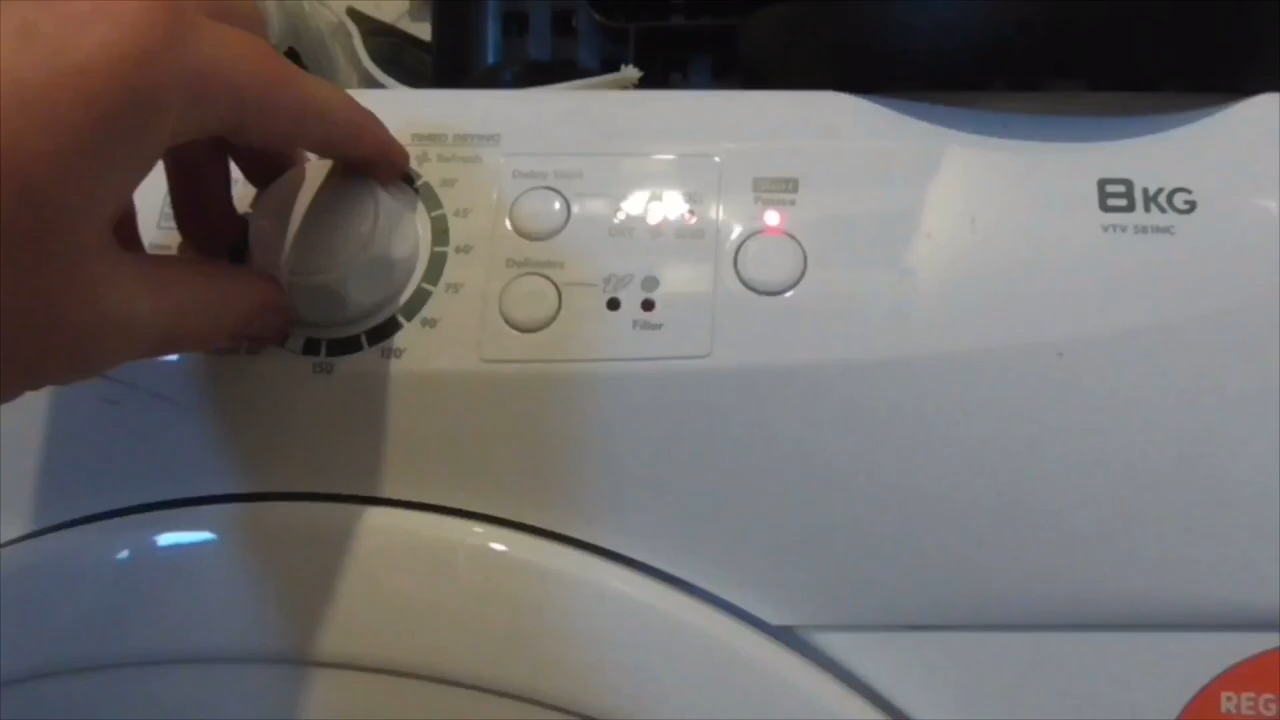 TIMED DRYING
Refresh
30'
45'
60'
75'
90'
120'
150'
Delay Start
Delicates
Filter
Start
Pause
8KG
VTV 581NC
REG